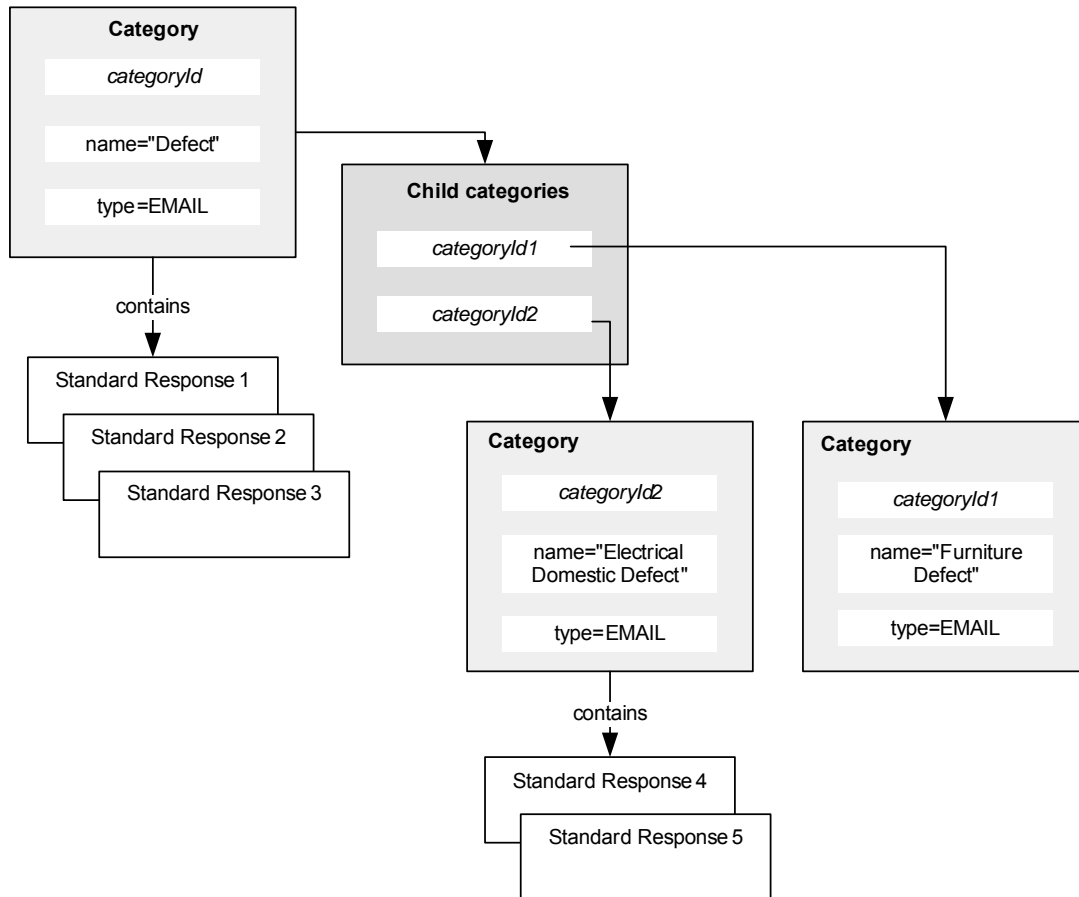 Category
categoryId
name="Defect"
type=EMAIL
contains
Standard Response 1
Standard Response 2
Standard Response 3
Child categories
categoryId1
categoryId2
Category
categoryId2
name="Electrical
Domestic Defect"
type=EMAIL
contains
Standard Response 4
Standard Response 5
Category
categoryId1
name="Furniture
Defect"
type=EMAIL